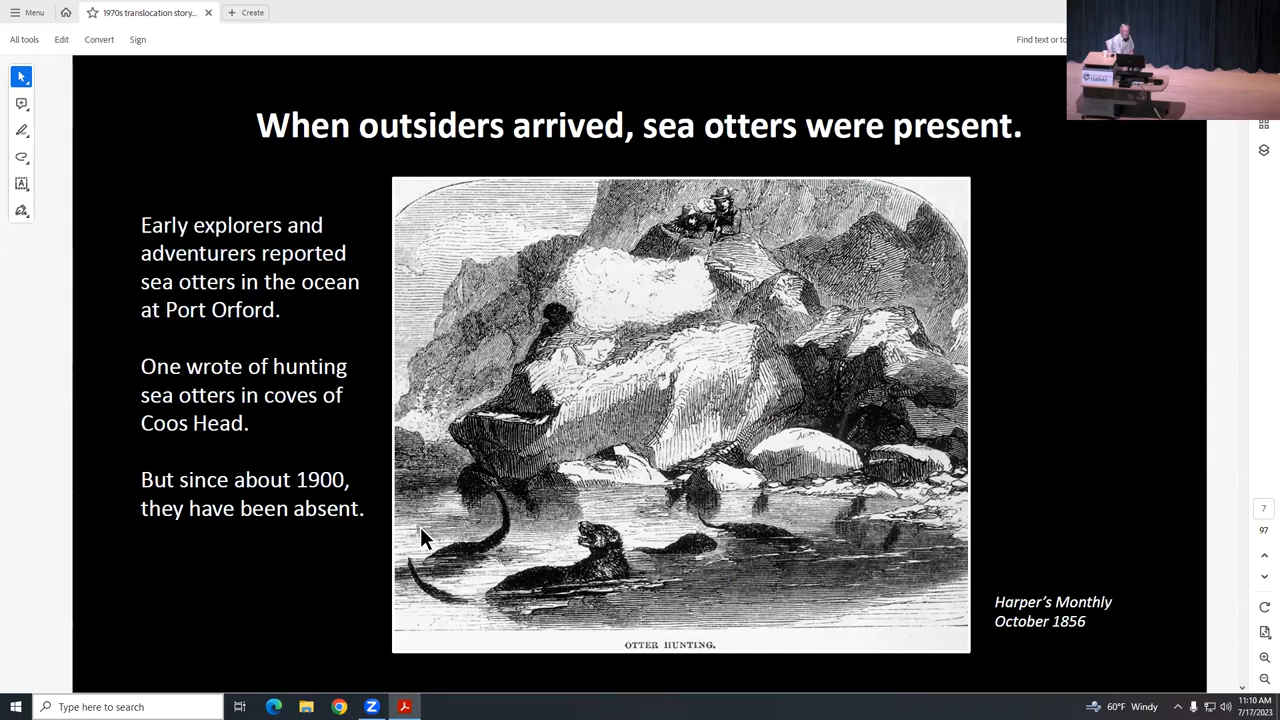 Menu
1970s translocation story...
Create
All tools
Edit
Convert
Sign
Find text or to
Hatfield
When outsiders arrived, sea otters were present.
Early explorers and
adventurers reported
sea otters in the ocean
at Port Orford.
One wrote of hunting
sea otters in coves of
Coos Head.
But since about 1900,
they have been absent.
OTTER HUNTING.
Harper's Monthly
October 1856
7
97
Type here to search
60°F Windy
11:10 AM
7/17/2023